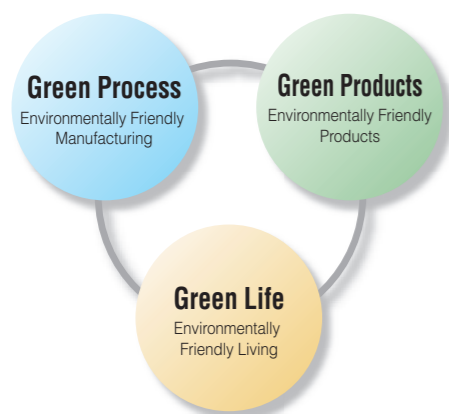 Green Process
Environmentally Friendly
Manufacturing
Green Products
Environmentally Friendly
Products
Green Life
Environmentally
Friendly Living